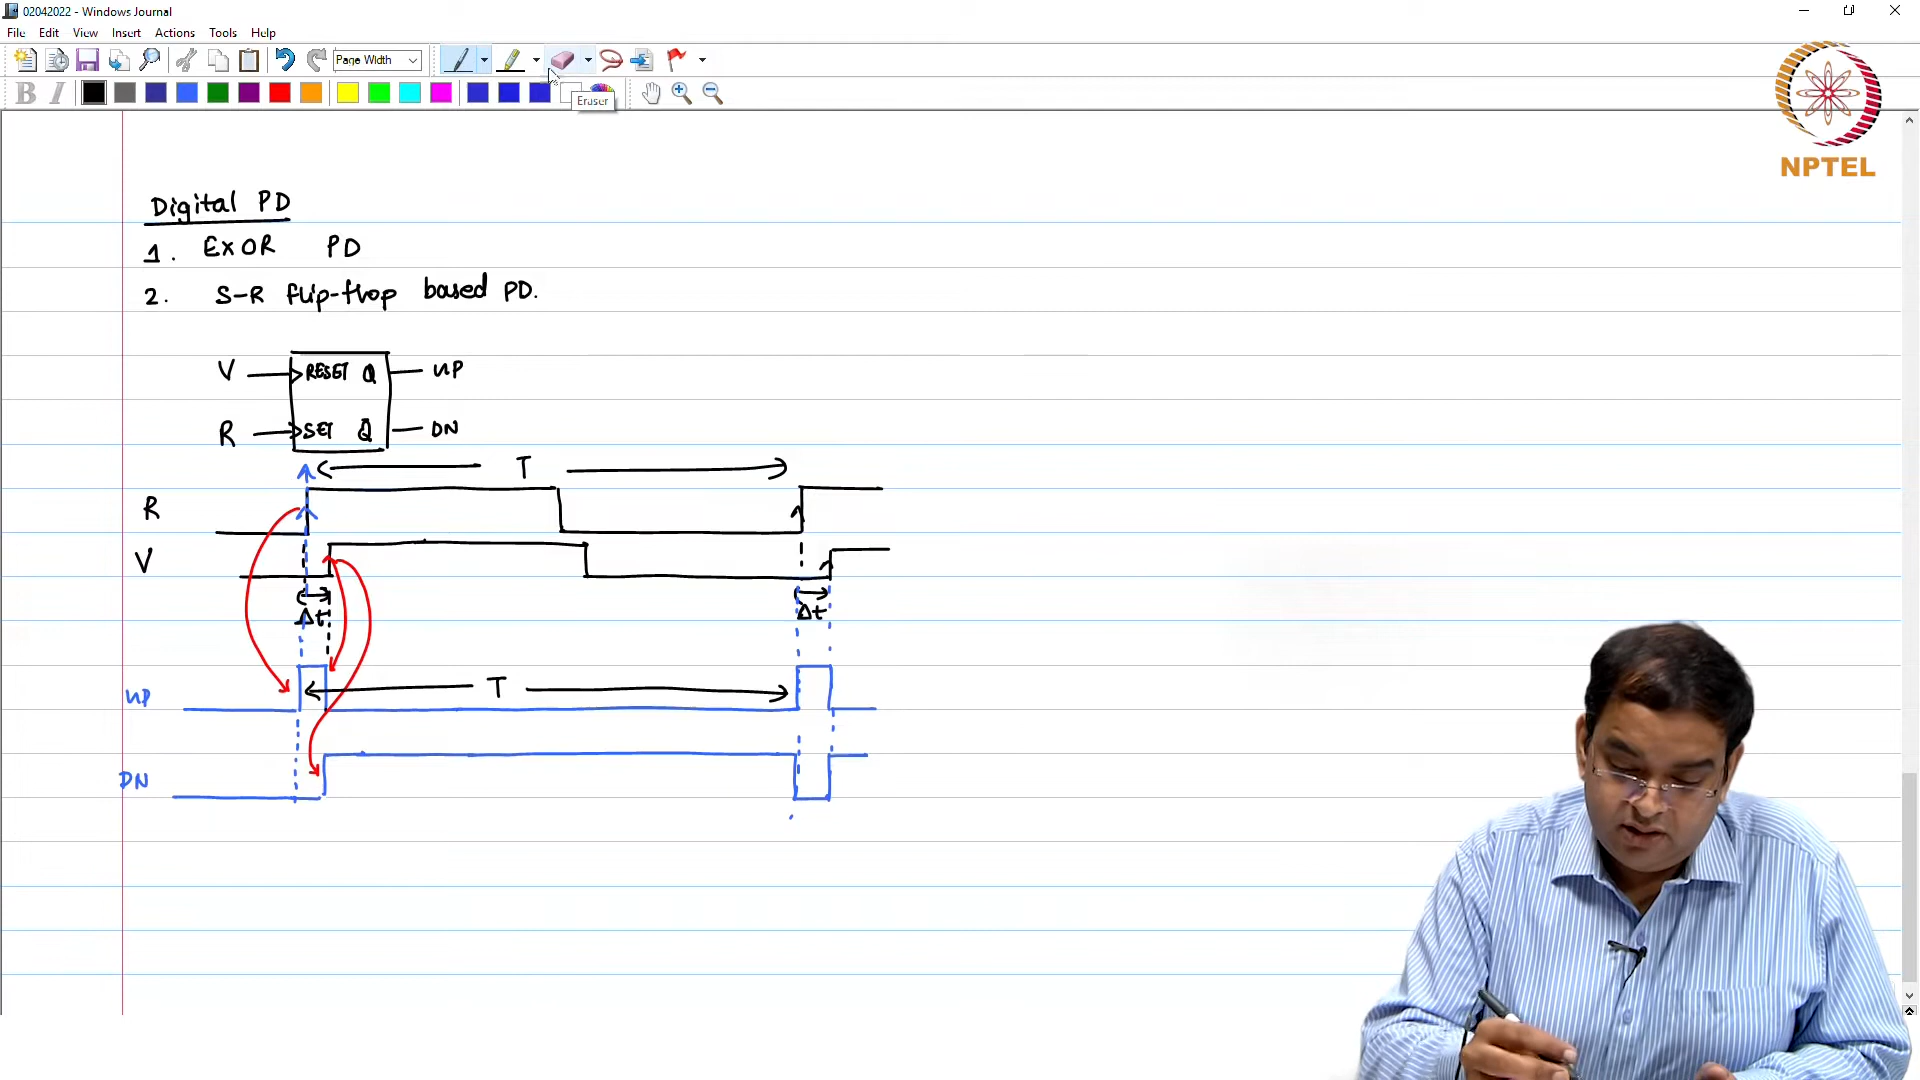 02042022 - Windows Journal
File Edit View Insert Actions Tools Help
Page Width
B I
Eraser
NPTEL
Digital PD
1. EXOR PD
2. S-R flip-flop based PD.
V RESET Q UP
R SET Q̅ DN
T
R
V
Δt Δt
UP T
DN